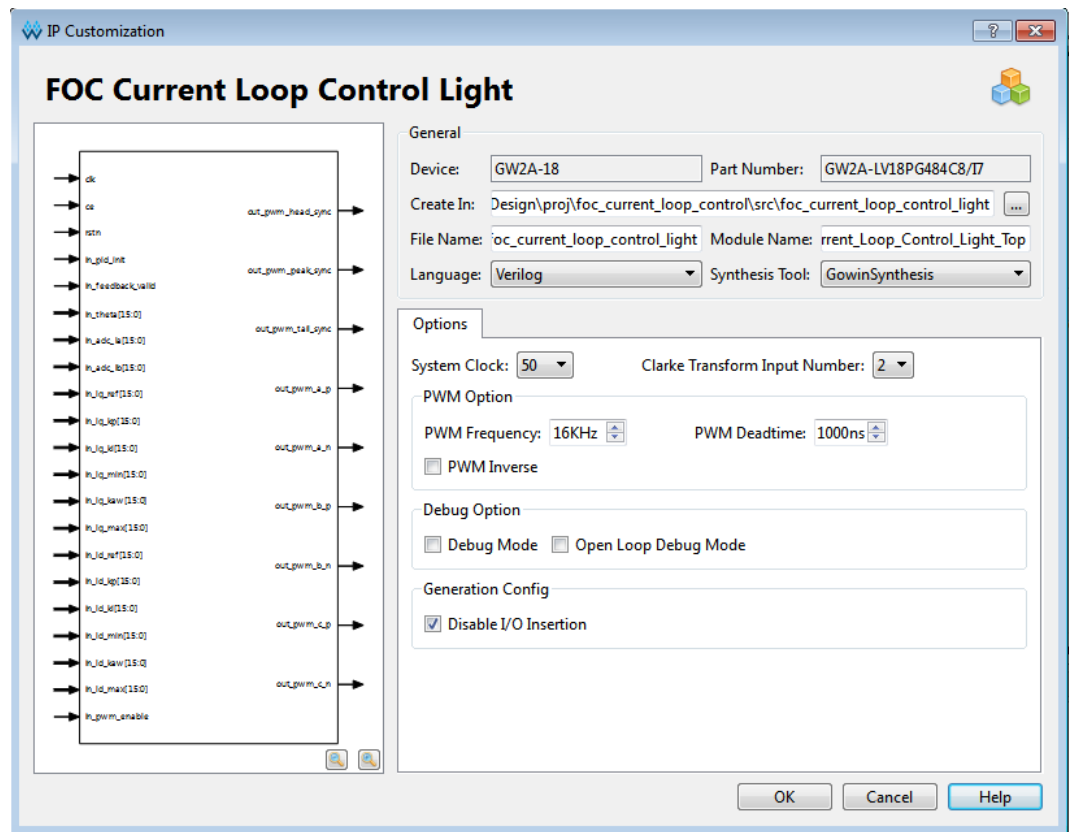 IP Customization
FOC Current Loop Control Light
clk
ce
rstn
in_pid_init
in_feedback_valid
in_theta[15:0]
in_adc_ia[15:0]
in_adc_ib[15:0]
in_iq_ref[15:0]
in_iq_kp[15:0]
in_iq_ki[15:0]
in_iq_min[15:0]
in_iq_kaw[15:0]
in_iq_max[15:0]
in_id_ref[15:0]
in_id_kp[15:0]
in_id_ki[15:0]
in_id_min[15:0]
in_id_kaw[15:0]
in_id_max[15:0]
in_pwm_enable
out_pwm_head_sync
out_pwm_peak_sync
out_pwm_tail_sync
out_pwm_a_p
out_pwm_a_n
out_pwm_b_p
out_pwm_b_n
out_pwm_c_p
out_pwm_c_n
General
Device: GW2A-18 Part Number: GW2A-LV18PG484C8/I7
Create In: Design\proj\foc_current_loop_control\src\foc_current_loop_control_light ...
File Name: foc_current_loop_control_light Module Name: rrent_Loop_Control_Light_Top
Language: Verilog Synthesis Tool: GowinSynthesis
Options
System Clock: 50 Clarke Transform Input Number: 2
PWM Option
PWM Frequency: 16KHz PWM Deadtime: 1000ns
PWM Inverse
Debug Option
Debug Mode Open Loop Debug Mode
Generation Config
Disable I/O Insertion
OK Cancel Help